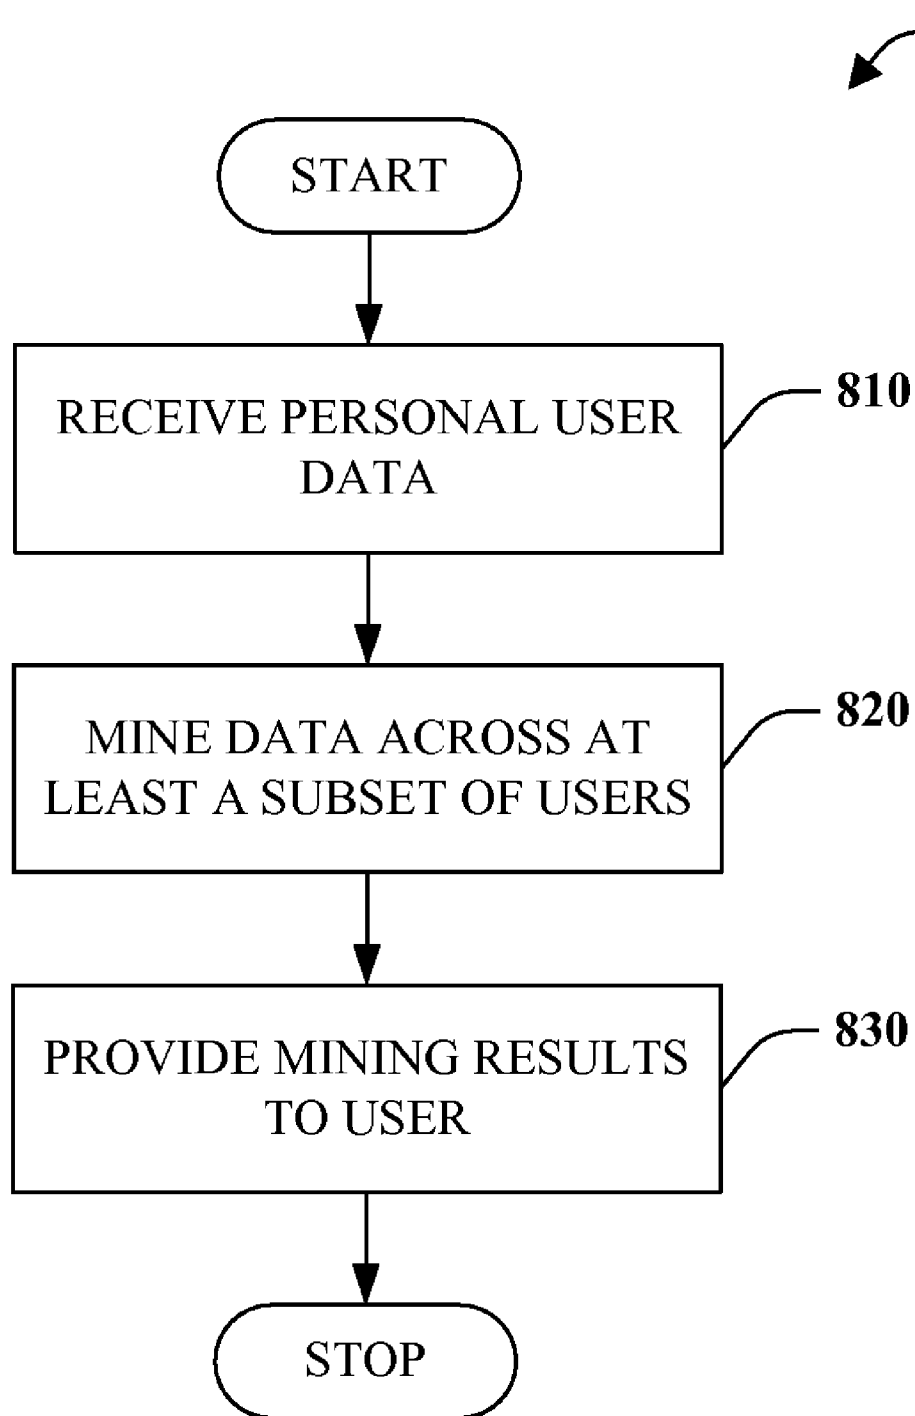 START
RECEIVE PERSONAL USER
DATA
810
MINE DATA ACROSS AT
LEAST A SUBSET OF USERS
820
PROVIDE MINING RESULTS
TO USER
830
STOP